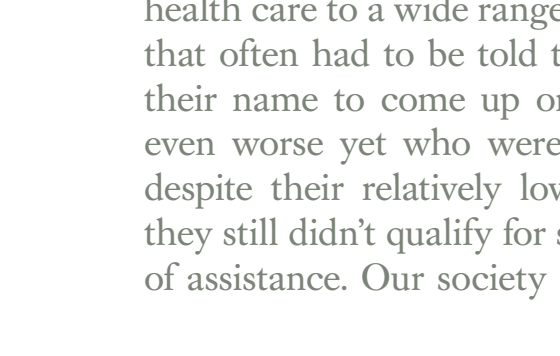 health care to a wide range
that often had to be told
their name to come up
even worse yet who were
despite their relatively
they still didn't qualify for
of assistance. Our society